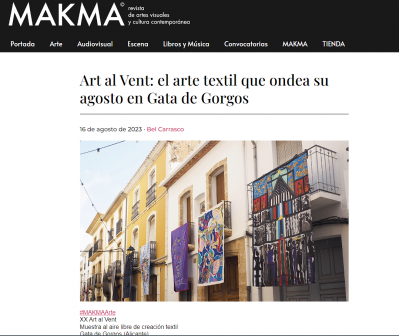 MAKMA©
revista
de artes visuales
y cultura contemporánea
Portada Arte Audiovisual Escena Libros y Música Convocatorias MAKMA TIENDA
Art al Vent: el arte textil que ondea su
agosto en Gata de Gorgos
16 de agosto de 2023 · Bel Carrasco
#MAKMAArte
XX Art al Vent
Muestra al aire libre de creación textil
Gata de Gorgos (Alicante)